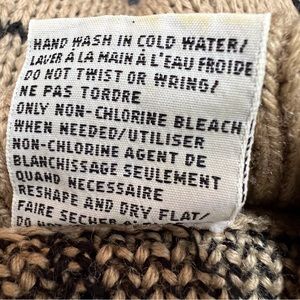 HAND WASH IN COLD WATER/
LAVER À LA MAIN À L'EAU FROIDE
DO NOT TWIST OR WRING/
NE PAS TORDRE
ONLY NON-CHLORINE BLEACH
WHEN NEEDED/UTILISER
NON-CHLORINE AGENT DE
BLANCHISSAGE SEULEMENT
QUAND NECESSAIRE
RESHAPE AND DRY FLAT/
FAIRE SECHER
DO NOT